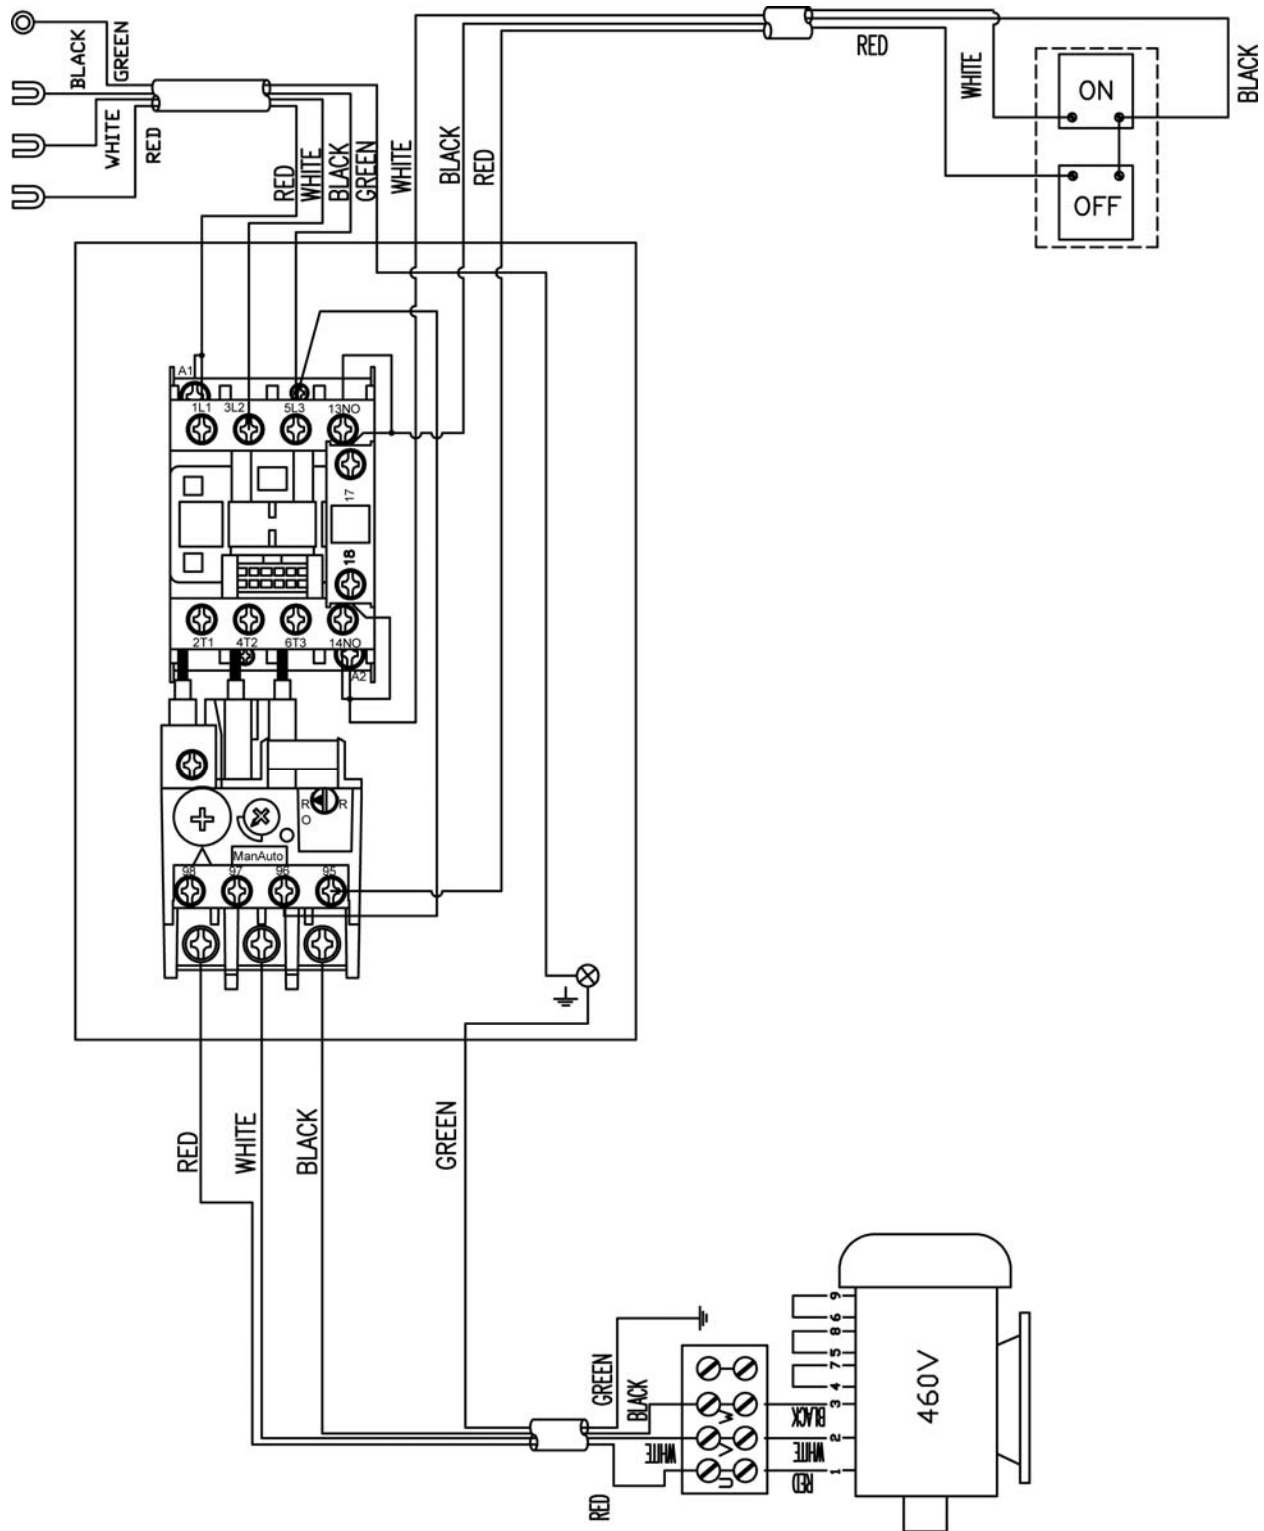 BLACK
GREEN
WHITE
RED
RED
WHITE
BLACK
GREEN
WHITE
BLACK
RED
RED
WHITE
BLACK
ON
OFF
A1
1L1
3L2
5L3
13NO
17
18
2T1
4T2
6T3
14NO
A2
R
R
O
ManAuto
98
97
96
95
RED
WHITE
BLACK
GREEN
GREEN
BLACK
WHITE
RED
W
V
U
BLACK
WHITE
RED
9
6
8
5
7
4
3
2
1
460V